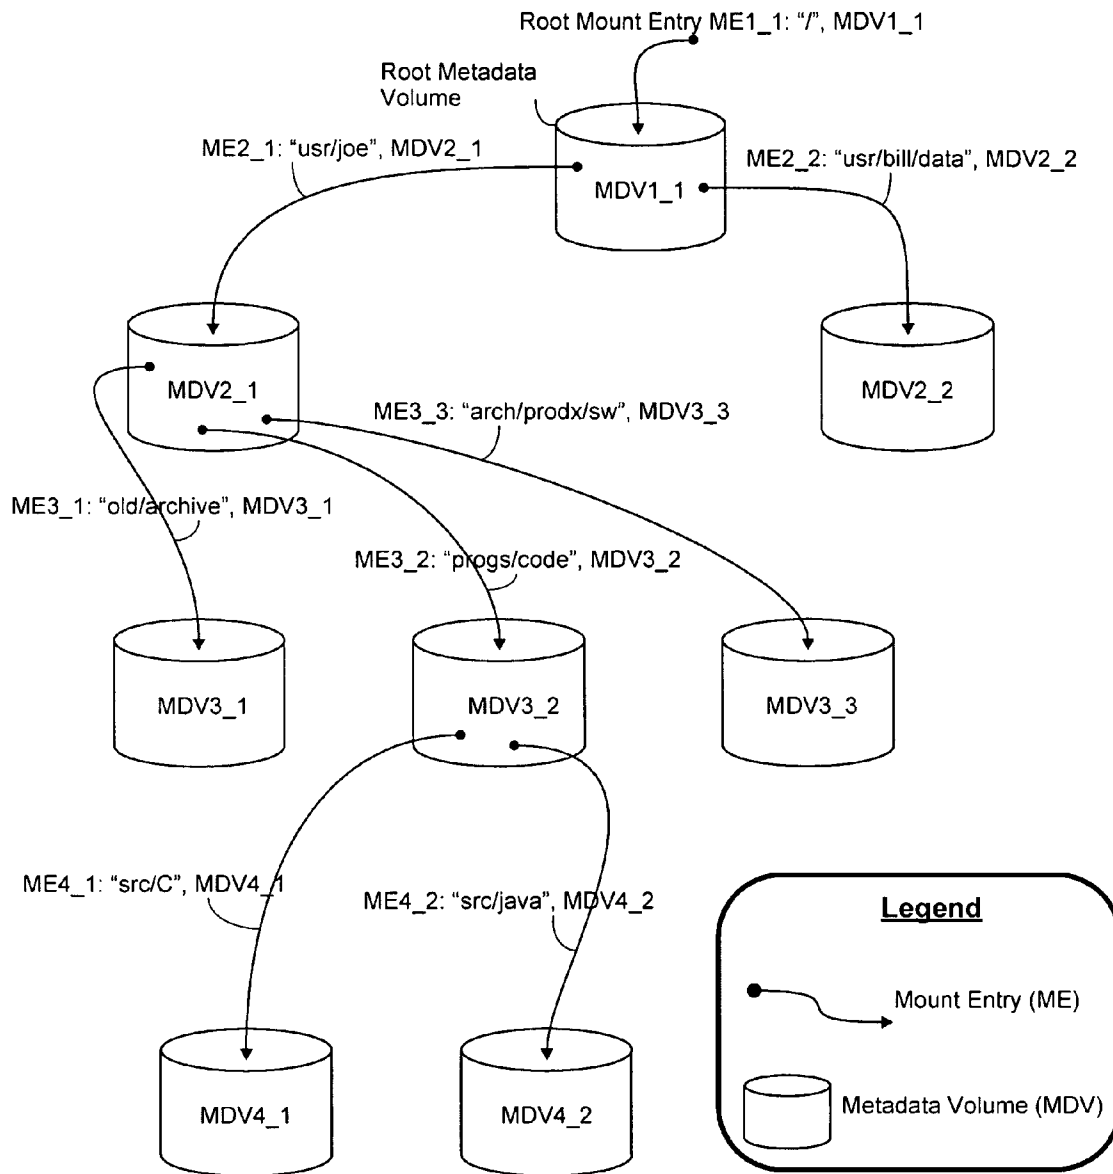 Root Mount Entry ME1_1: “/”, MDV1_1
Root Metadata
Volume
ME2_1: “usr/joe”, MDV2_1
ME2_2: “usr/bill/data”, MDV2_2
MDV1_1
MDV2_1
MDV2_2
ME3_3: “arch/prodx/sw”, MDV3_3
ME3_1: “old/archive”, MDV3_1
ME3_2: “progs/code”, MDV3_2
MDV3_1
MDV3_2
MDV3_3
ME4_1: “src/C”, MDV4_1
ME4_2: “src/java”, MDV4_2
MDV4_1
MDV4_2
Legend
Mount Entry (ME)
Metadata Volume (MDV)